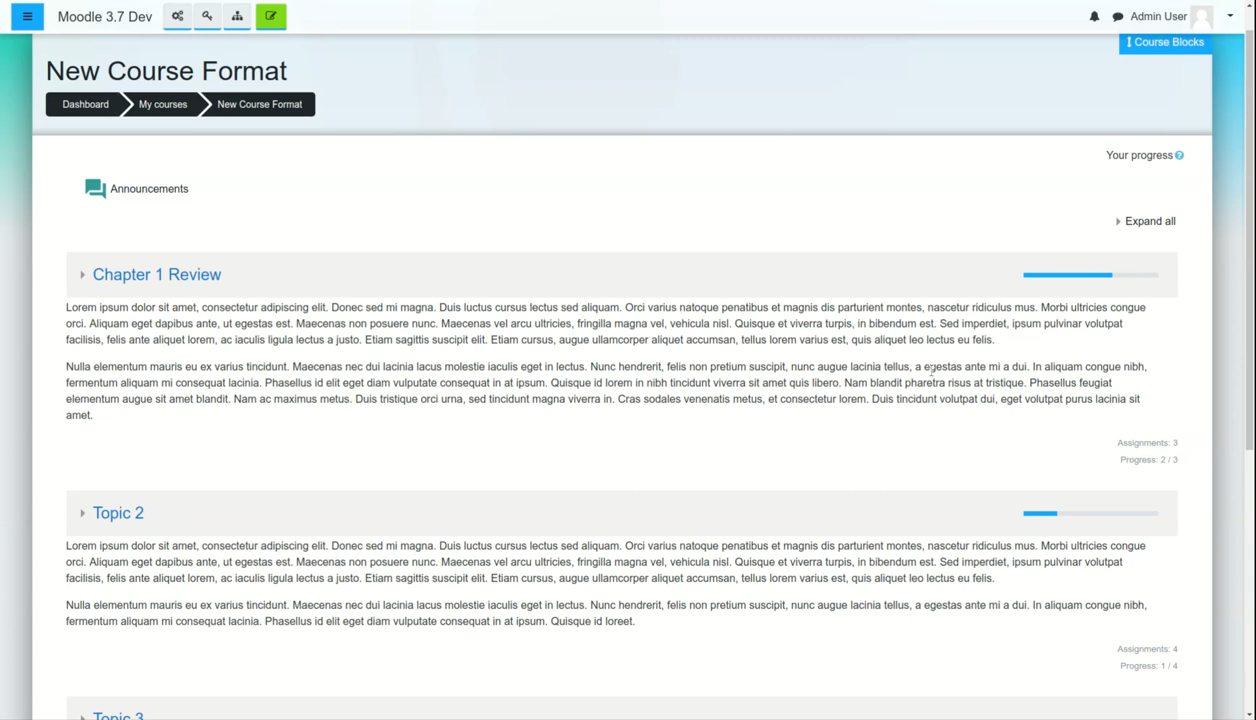 Moodle 3.7 Dev
Admin User
Course Blocks
New Course Format
Dashboard
My courses
New Course Format
Your progress
Announcements
Expand all
Chapter 1 Review
Lorem ipsum dolor sit amet, consectetur adipiscing elit. Donec sed mi magna. Duis luctus cursus lectus sed aliquam. Orci varius natoque penatibus et magnis dis parturient montes, nascetur ridiculus mus. Morbi ultricies congue
orci. Aliquam eget dapibus ante, ut egestas est. Maecenas non posuere nunc. Maecenas vel arcu ultricies, fringilla magna vel, vehicula nisl. Quisque et viverra turpis, in bibendum est. Sed imperdiet, ipsum pulvinar volutpat
facilisis, felis ante aliquet lorem, ac iaculis ligula lectus a justo. Etiam sagittis suscipit elit. Etiam cursus, augue ullamcorper aliquet accumsan, tellus lorem varius est, quis aliquet leo lectus eu felis.
Nulla elementum mauris eu ex varius tincidunt. Maecenas nec dui lacinia lacus molestie iaculis eget in lectus. Nunc hendrerit, felis non pretium suscipit, nunc augue lacinia tellus, a egestas ante mi a dui. In aliquam congue nibh,
fermentum aliquam mi consequat lacinia. Phasellus id elit eget diam vulputate consequat in at ipsum. Quisque id lorem in nibh tincidunt viverra sit amet quis libero. Nam blandit pharetra risus at tristique. Phasellus feugiat
elementum augue sit amet blandit. Nam ac maximus metus. Duis tristique orci urna, sed tincidunt magna viverra in. Cras sodales venenatis metus, et consectetur lorem. Duis tincidunt volutpat dui, eget volutpat purus lacinia sit
amet.
Assignments: 3
Progress: 2 / 3
Topic 2
Lorem ipsum dolor sit amet, consectetur adipiscing elit. Donec sed mi magna. Duis luctus cursus lectus sed aliquam. Orci varius natoque penatibus et magnis dis parturient montes, nascetur ridiculus mus. Morbi ultricies congue
orci. Aliquam eget dapibus ante, ut egestas est. Maecenas non posuere nunc. Maecenas vel arcu ultricies, fringilla magna vel, vehicula nisl. Quisque et viverra turpis, in bibendum est. Sed imperdiet, ipsum pulvinar volutpat
facilisis, felis ante aliquet lorem, ac iaculis ligula lectus a justo. Etiam sagittis suscipit elit. Etiam cursus, augue ullamcorper aliquet accumsan, tellus lorem varius est, quis aliquet leo lectus eu felis.
Nulla elementum mauris eu ex varius tincidunt. Maecenas nec dui lacinia lacus molestie iaculis eget in lectus. Nunc hendrerit, felis non pretium suscipit, nunc augue lacinia tellus, a egestas ante mi a dui. In aliquam congue nibh,
fermentum aliquam mi consequat lacinia. Phasellus id elit eget diam vulputate consequat in at ipsum. Quisque id loreet.
Assignments: 4
Progress: 1 / 4
Topic 3